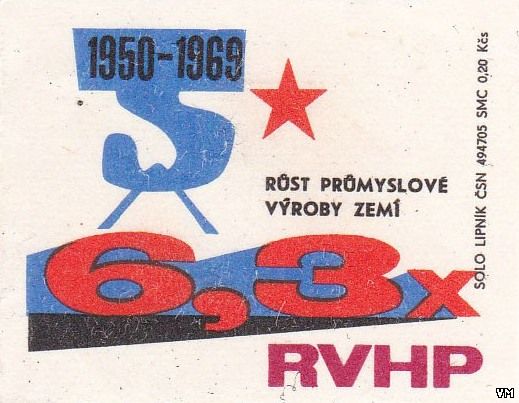 1950-1969
RŮST PRŮMYSLOVÉ
VÝROBY ZEMÍ
6,3x
RVHP
SOLO LIPNÍK ČSN 494705 SMC 0,20 Kčs
VM